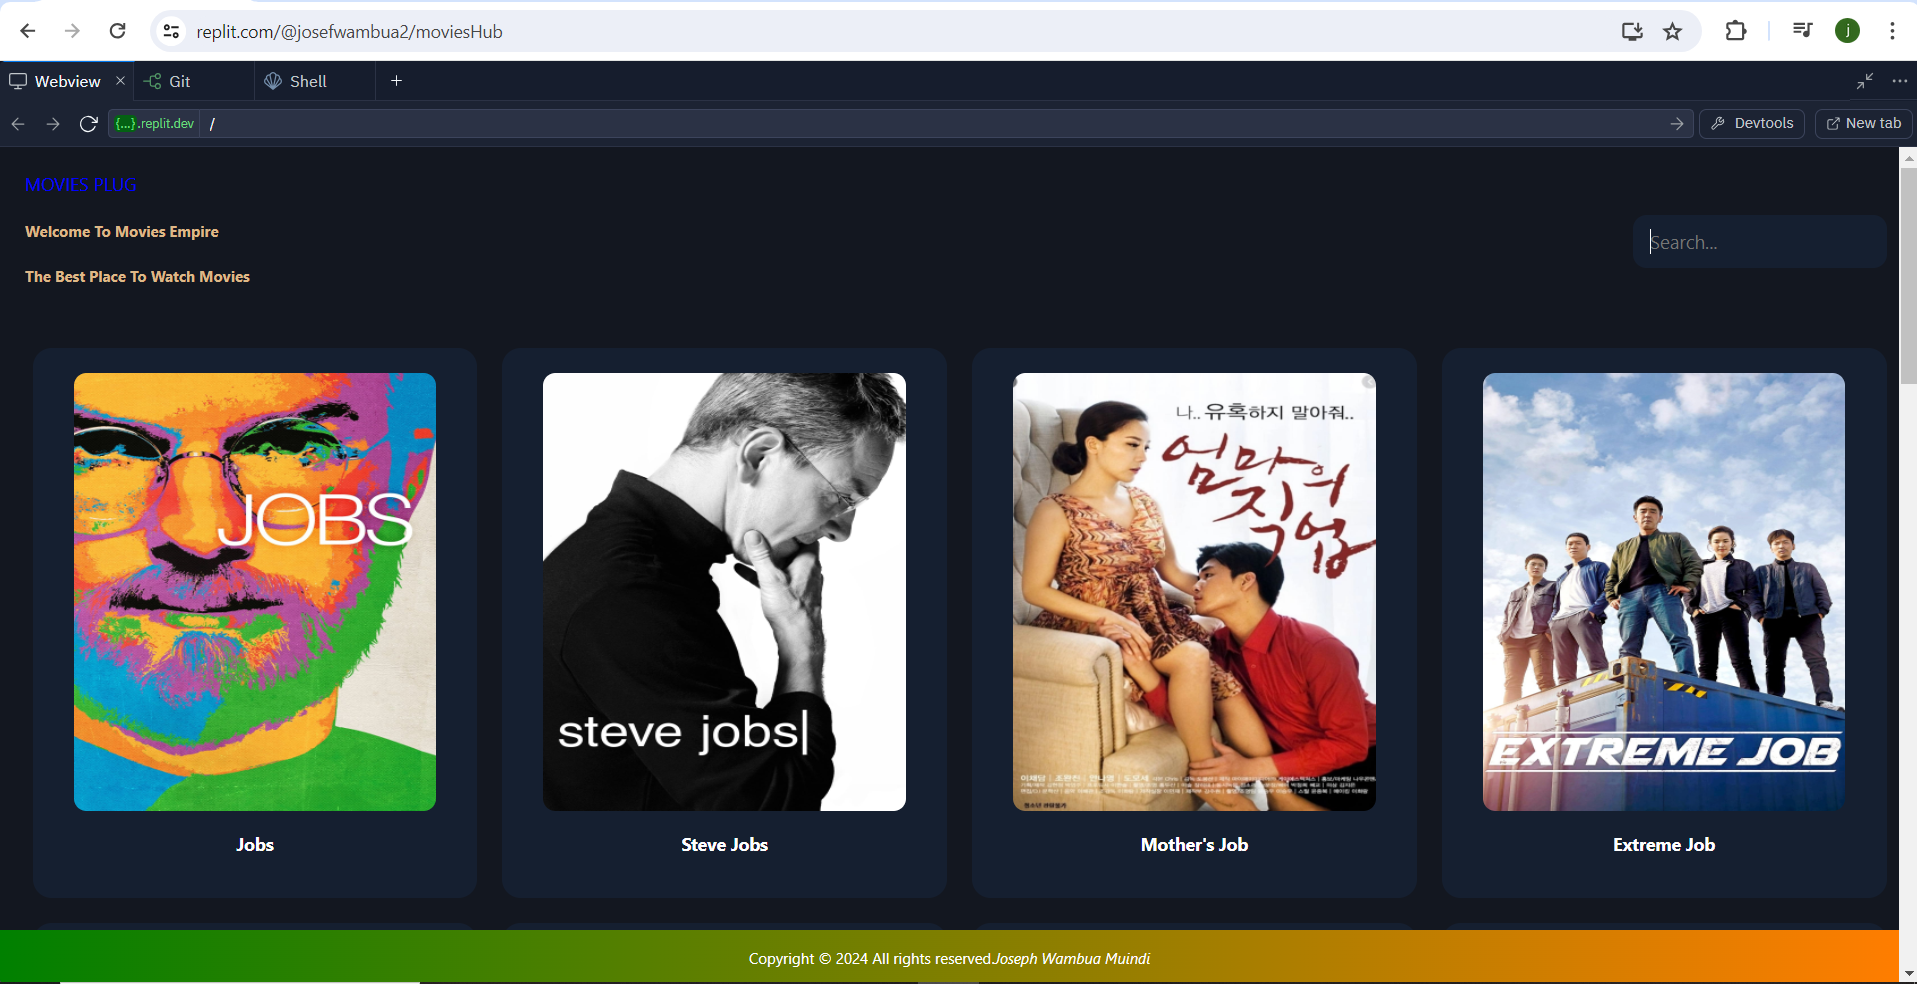 replit.com/@josefwambua2/moviesHub
j
Webview
Git
Shell
{...}.replit.dev
/
Devtools
New tab
MOVIES PLUG
Welcome To Movies Empire
Search...
The Best Place To Watch Movies
JOBS
steve jobs
나.. 유혹하지 말아줘..
엄마의
직업
EXTREME JOB
Jobs
Steve Jobs
Mother's Job
Extreme Job
Copyright © 2024 All rights reserved.Joseph Wambua Muindi